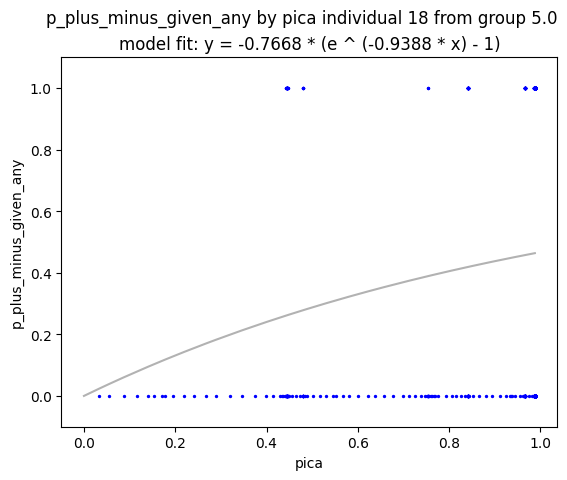 p_plus_minus_given_any by pica individual 18 from group 5.0
model fit: y = -0.7668 * (e ^ (-0.9388 * x) - 1)
p_plus_minus_given_any
1.0
0.8
0.6
0.4
0.2
0.0
0.0 0.2 0.4 0.6 0.8 1.0
pica